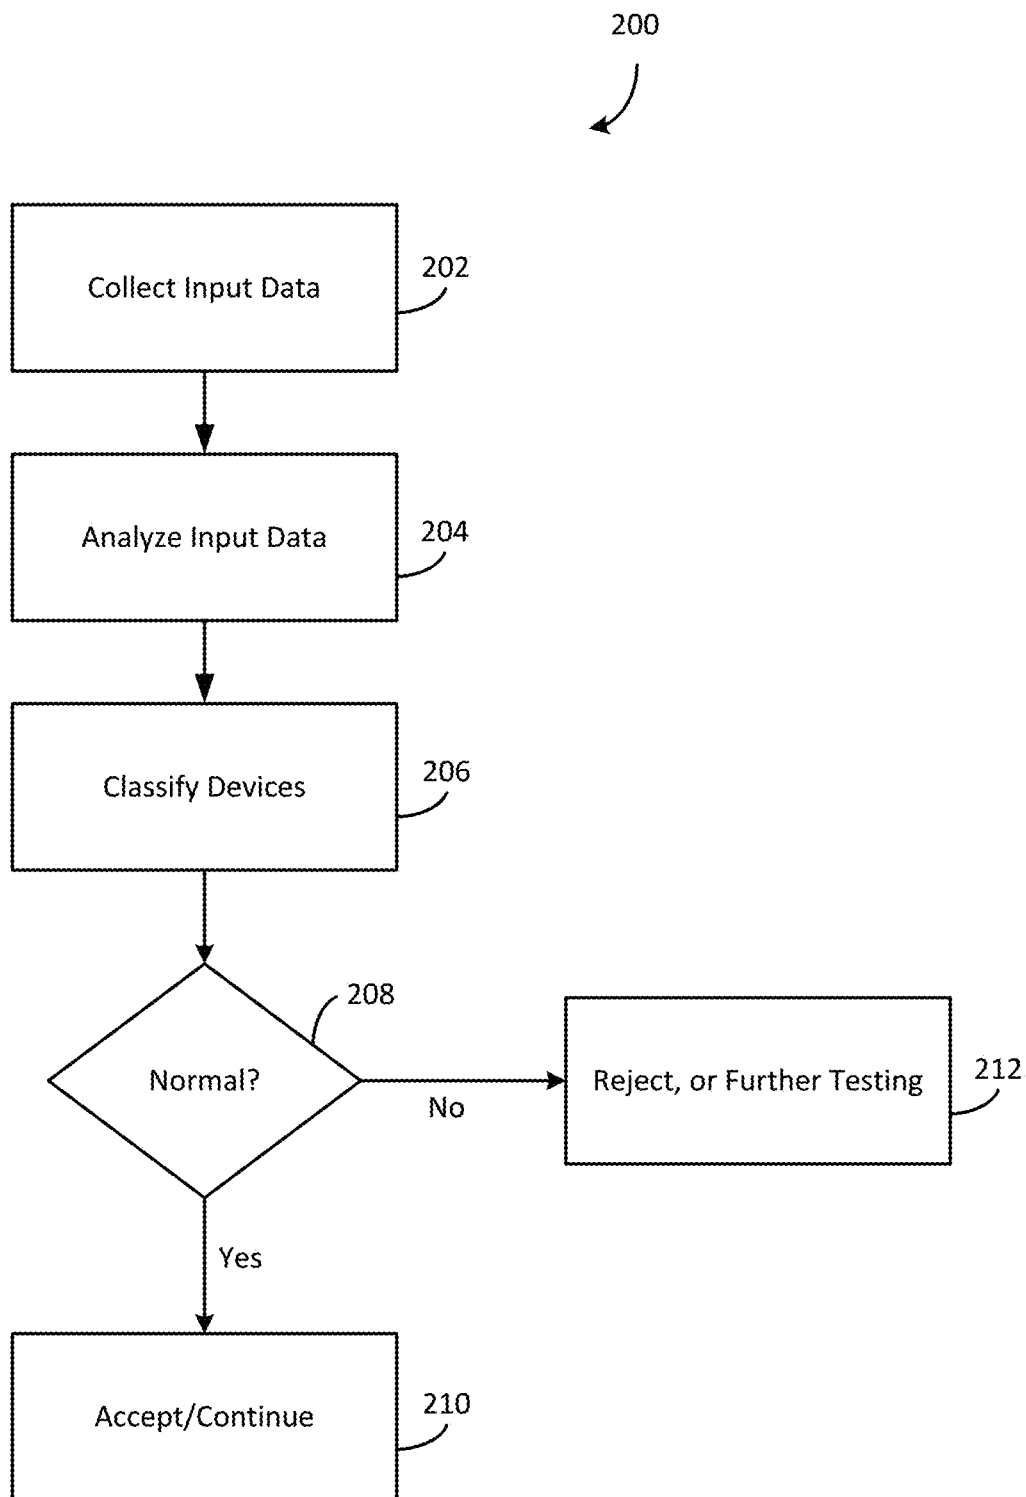 200
Collect Input Data
202
Analyze Input Data
204
Classify Devices
206
208
Normal?
No
Reject, or Further Testing
212
Yes
Accept/Continue
210